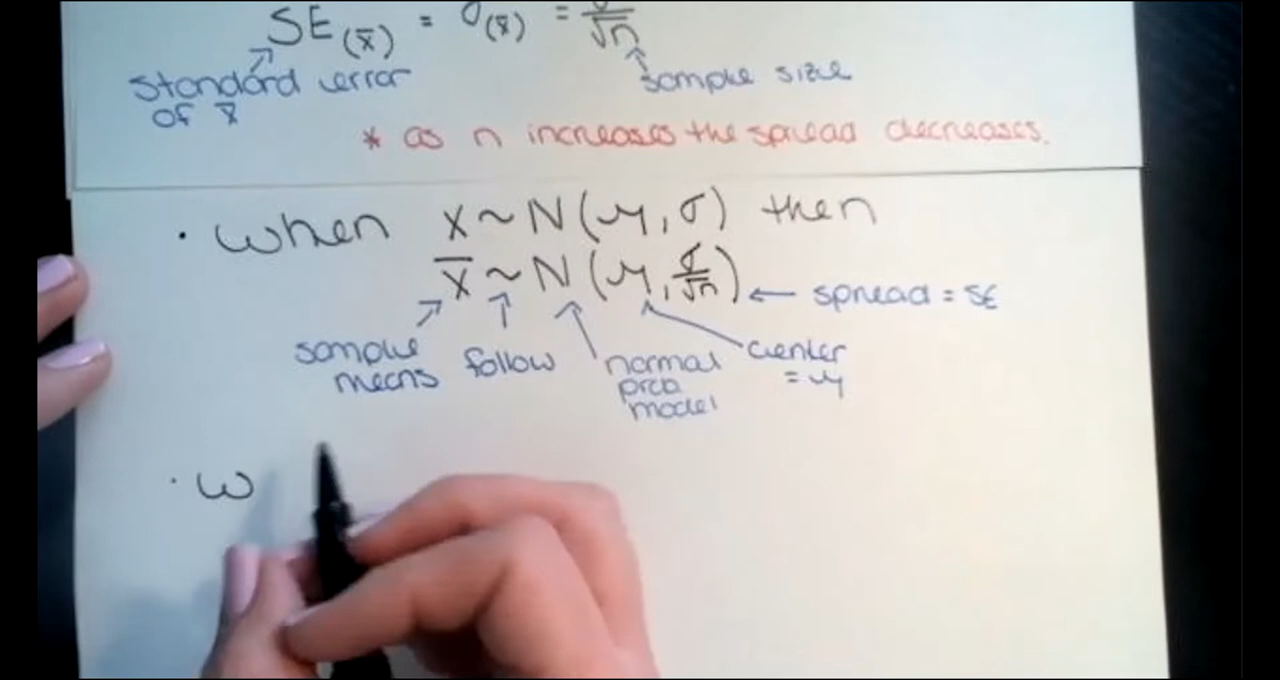 SE(x̄) = σ(x̄) = σ/√n
standard error
of x̄
sample size
* as n increases the spread decreases.
· when X ~ N(μ, σ) then
X̄ ~ N(μ, σ/√n) ← spread = SE
sample means
follow
normal prob model
center = μ
· w